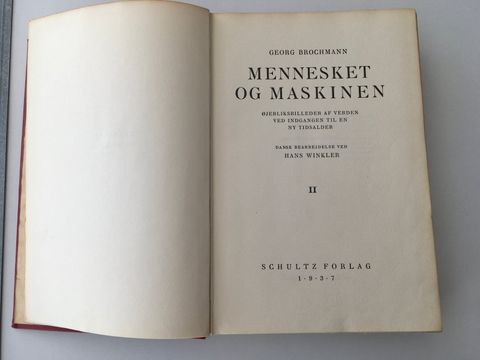 GEORG BROCHMANN
MENNESKET
OG MASKINEN
ØJEBLIKSBILLEDER AF VERDEN
VED INDGANGEN TIL EN
NY TIDSALDER
DANSK BEARBEJDELSE VED
HANS WINKLER
II
SCHULTZ FORLAG
1·9·3·7